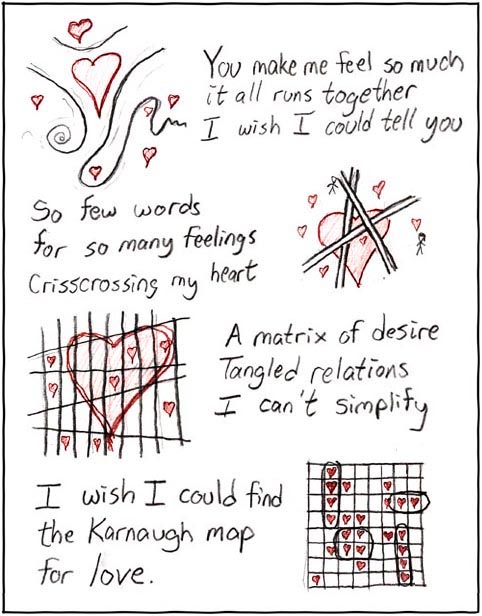 You make me feel so much
it all runs together
I wish I could tell you
So few words
for so many feelings
Crisscrossing my heart
A matrix of desire
Tangled relations
I can't simplify
I wish I could find
the Karnaugh map
for love.